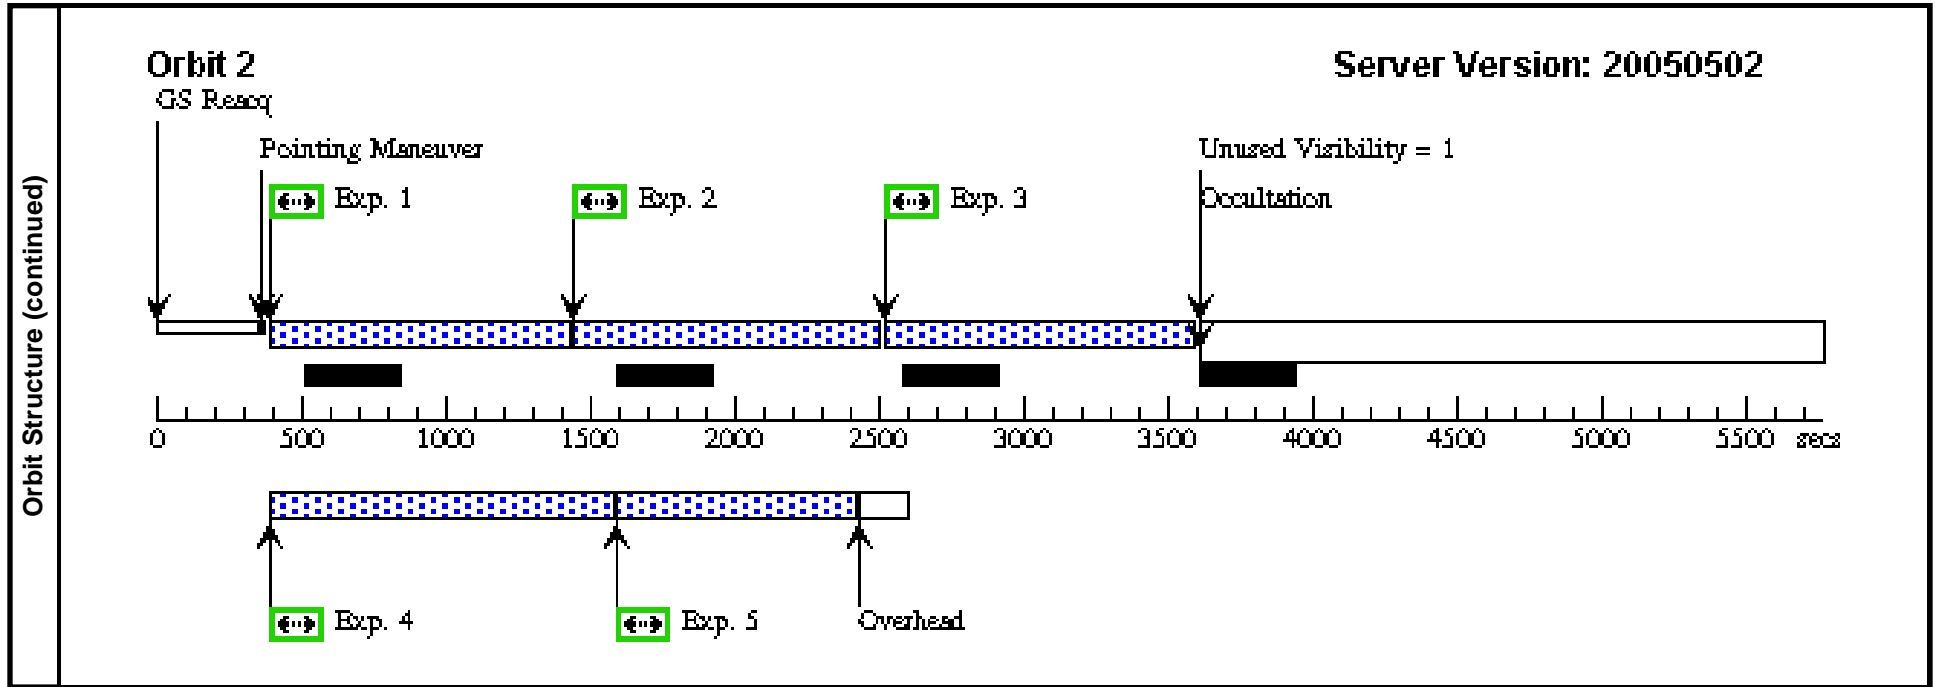 Orbit Structure (continued)
Orbit 2
Server Version: 20050502
GS Reacq
Pointing Maneuver
Unused Visibility = 1
Exp. 1
Exp. 2
Exp. 3
Occultation
0 500 1000 1500 2000 2500 3000 3500 4000 4500 5000 5500 secs
Exp. 4
Exp. 5
Overhead